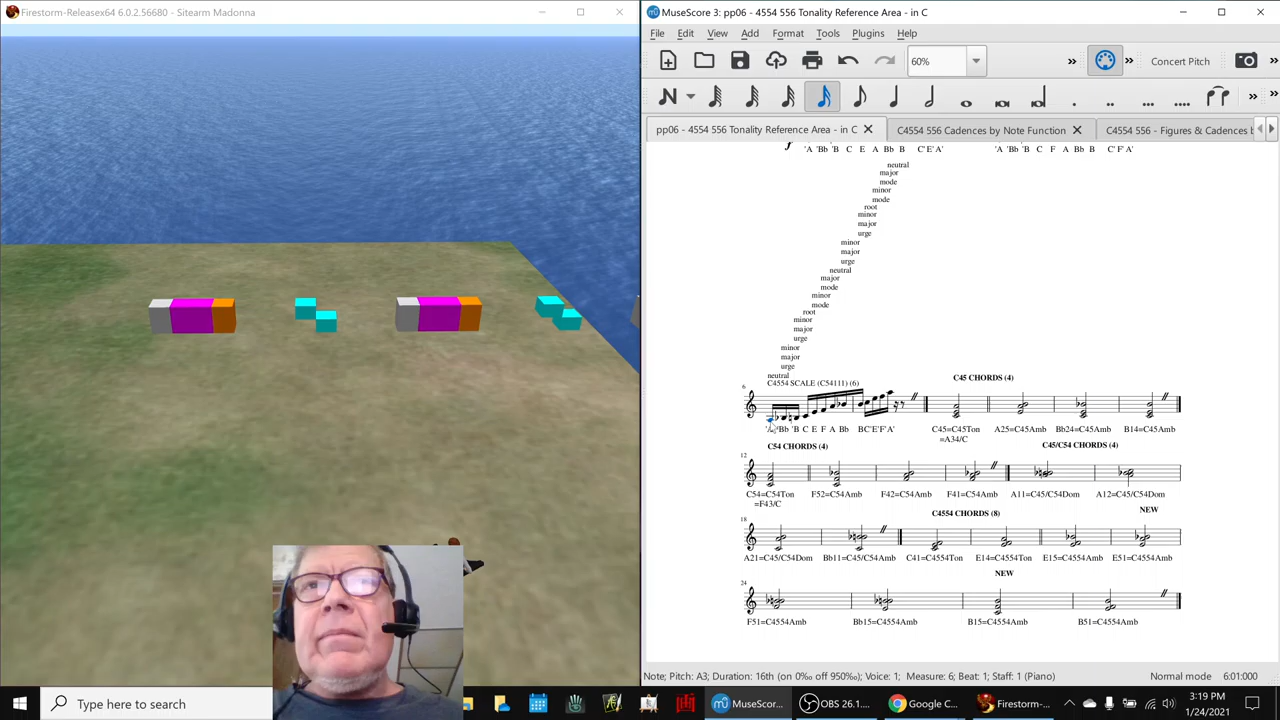 Firestorm-Releasex64 6.0.2.56680 - Sitearm Madonna
MuseScore 3: pp06 - 4554 556 Tonality Reference Area - in C
File Edit View Add Format Tools Plugins Help
60%
Concert Pitch
pp06 - 4554 556 Tonality Reference Area - in C
C4554 556 Cadences by Note Function
C4554 556 - Figures & Cadences b
'A 'Bb 'B C E A Bb B C' E' A'
'A 'Bb 'B C F A Bb B C' F' A'
neutral
major
mode
minor
mode
root
minor
major
urge
minor
major
urge
neutral
major
mode
minor
mode
root
minor
major
urge
minor
major
urge
neutral
C4554 SCALE (C54111) (6)
C45 CHORDS (4)
6
'A 'Bb 'B C E F A Bb B C' E' F' A'
C45=C45Ton
=A34/C
A25=C45Amb
Bb24=C45Amb
B14=C45Amb
C54 CHORDS (4)
C45/C54 CHORDS (4)
12
C54=C54Ton
=F43/C
F52=C54Amb
F42=C54Amb
F41=C54Amb
A11=C45/C54Dom
A12=C45/C54Dom
C4554 CHORDS (8)
NEW
18
A21=C45/C54Dom
Bb11=C45/C54Amb
C41=C4554Ton
E14=C4554Ton
E15=C4554Amb
E51=C4554Amb
NEW
24
F51=C4554Amb
Bb15=C4554Amb
B15=C4554Amb
B51=C4554Amb
Note; Pitch: A3; Duration: 16th (on 0‰ off 950‰); Voice: 1; Measure: 6; Beat: 1; Staff: 1 (Piano)
Normal mode
6:01:000
Type here to search
MuseScor...
OBS 26.1....
Google C...
Firestorm-...
3:19 PM
1/24/2021